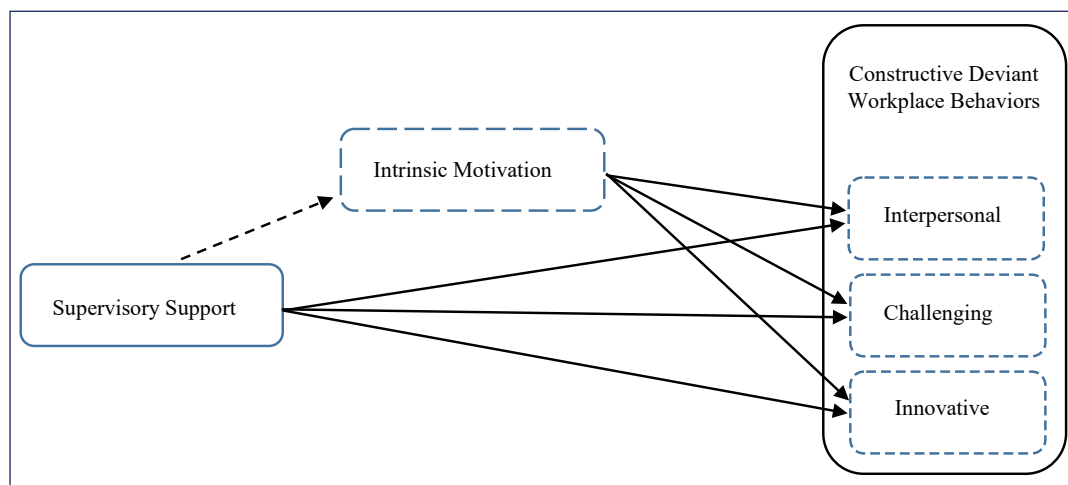 Constructive Deviant
Workplace Behaviors
Intrinsic Motivation
Interpersonal
Supervisory Support
Challenging
Innovative